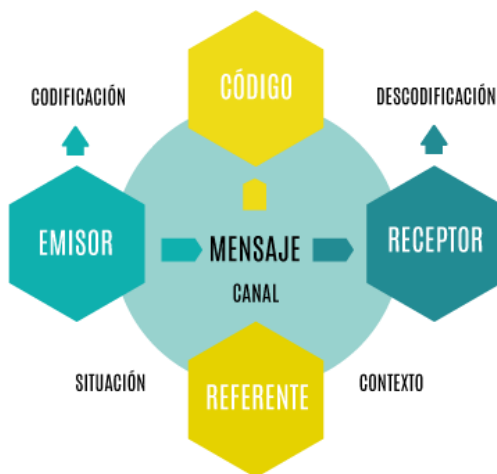 CÓDIGO
CODIFICACIÓN
DESCODIFICACIÓN
EMISOR
MENSAJE
RECEPTOR
CANAL
SITUACIÓN
REFERENTE
CONTEXTO